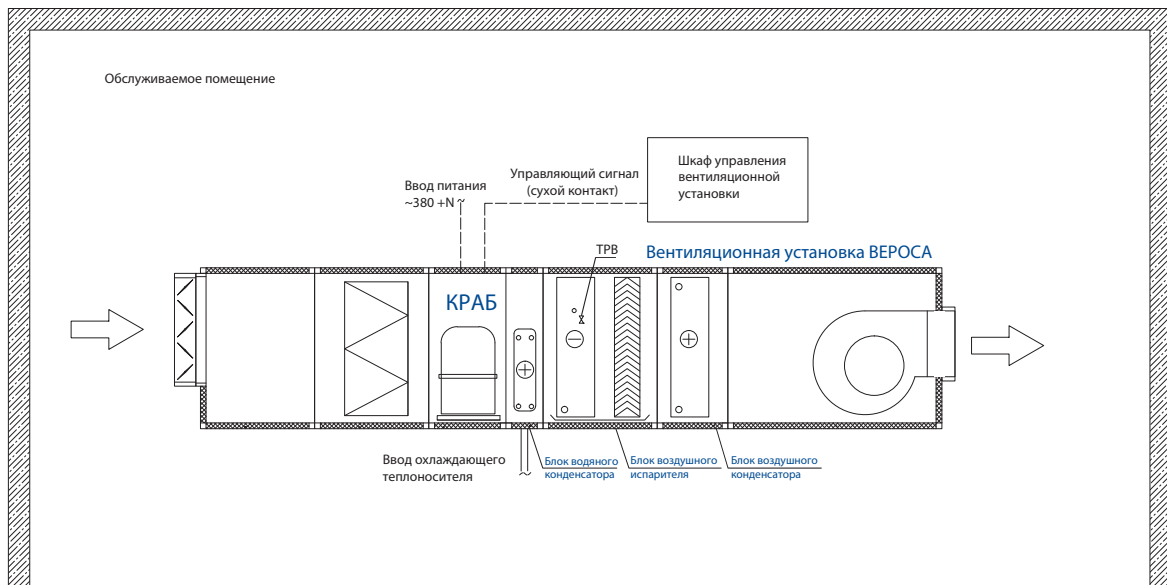 Обслуживаемое помещение
Шкаф управления
вентиляционной
установки
Управляющий сигнал
(сухой контакт)
Ввод питания
~380 +N ~
ТРВ
Вентиляционная установка ВЕРОСА
КРАБ
Ввод охлаждающего
теплоносителя
Блок водяного
конденсатора
Блок воздушного
испарителя
Блок воздушного
конденсатора